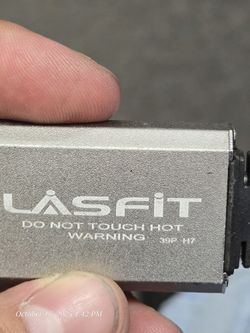 LASFIT
DO NOT TOUCH HOT
WARNING 39P H7